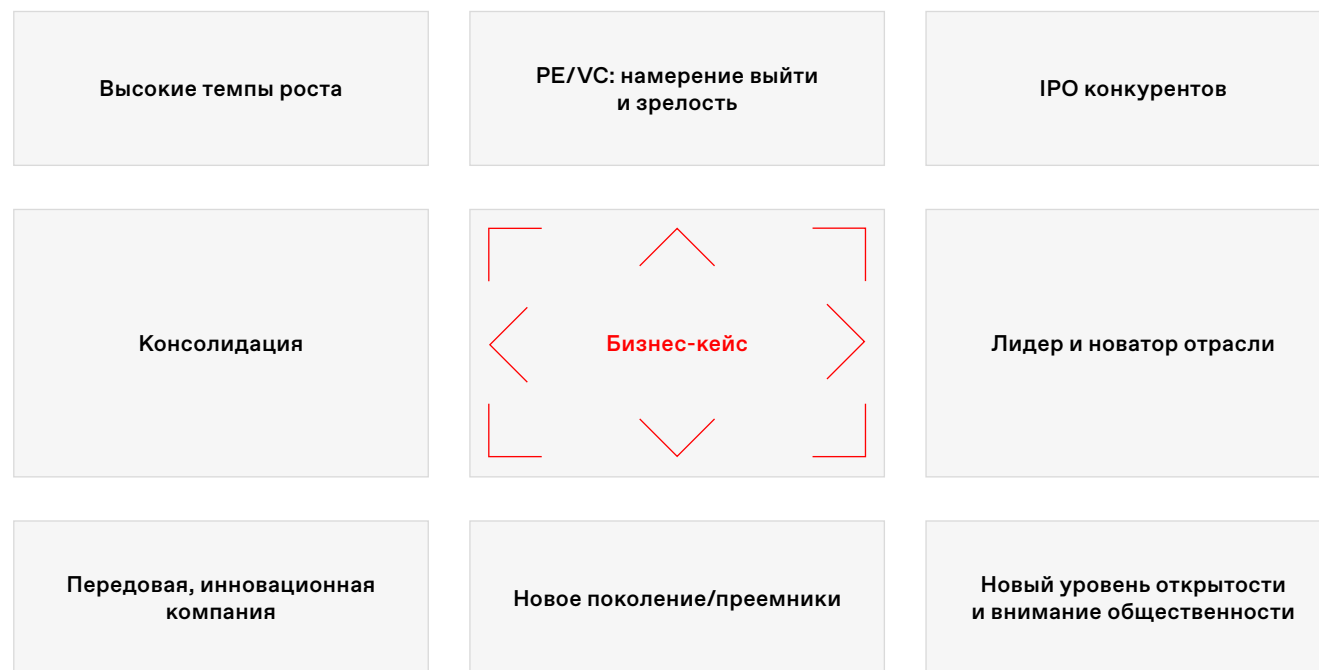 Высокие темпы роста
PE/VC: намерение выйти
и зрелость
IPO конкурентов
Консолидация
Бизнес-кейс
Лидер и новатор отрасли
Передовая, инновационная
компания
Новое поколение/преемники
Новый уровень открытости
и внимание общественности